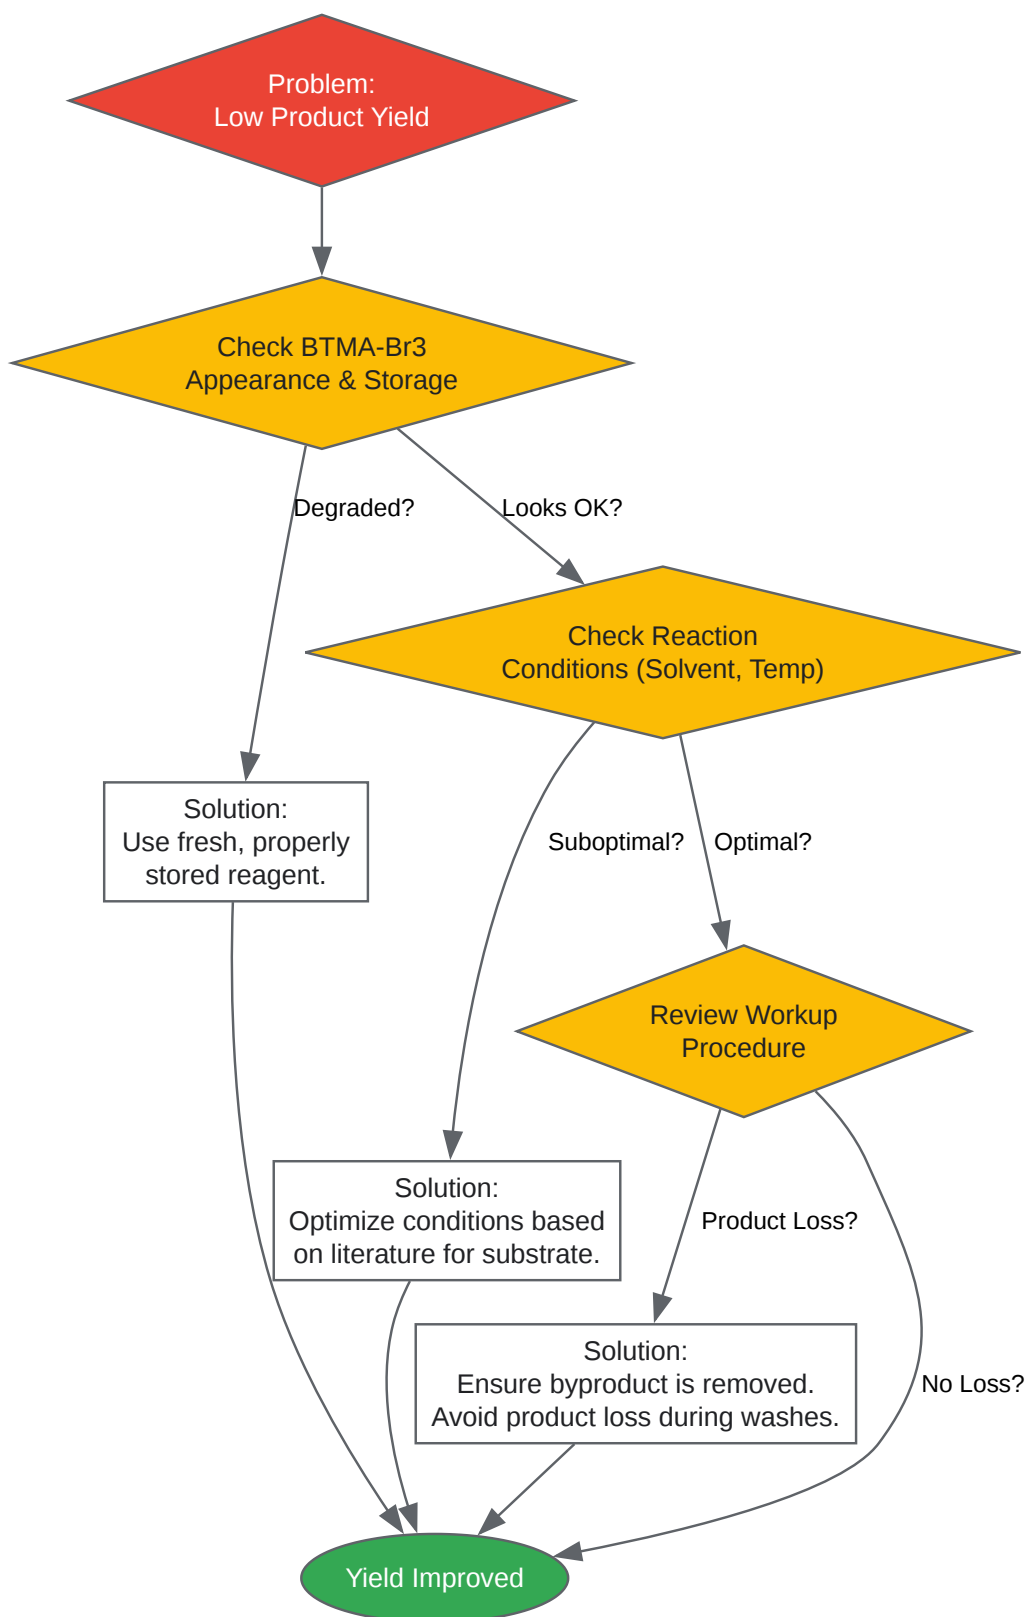 Problem:
Low Product Yield
Check BTMA-Br3
Appearance & Storage
Degraded?
Looks OK?
Check Reaction
Conditions (Solvent, Temp)
Solution:
Use fresh, properly
stored reagent.
Suboptimal?
Optimal?
Review Workup
Procedure
Solution:
Optimize conditions based
on literature for substrate.
Product Loss?
Solution:
Ensure byproduct is removed.
Avoid product loss during washes.
No Loss?
Yield Improved